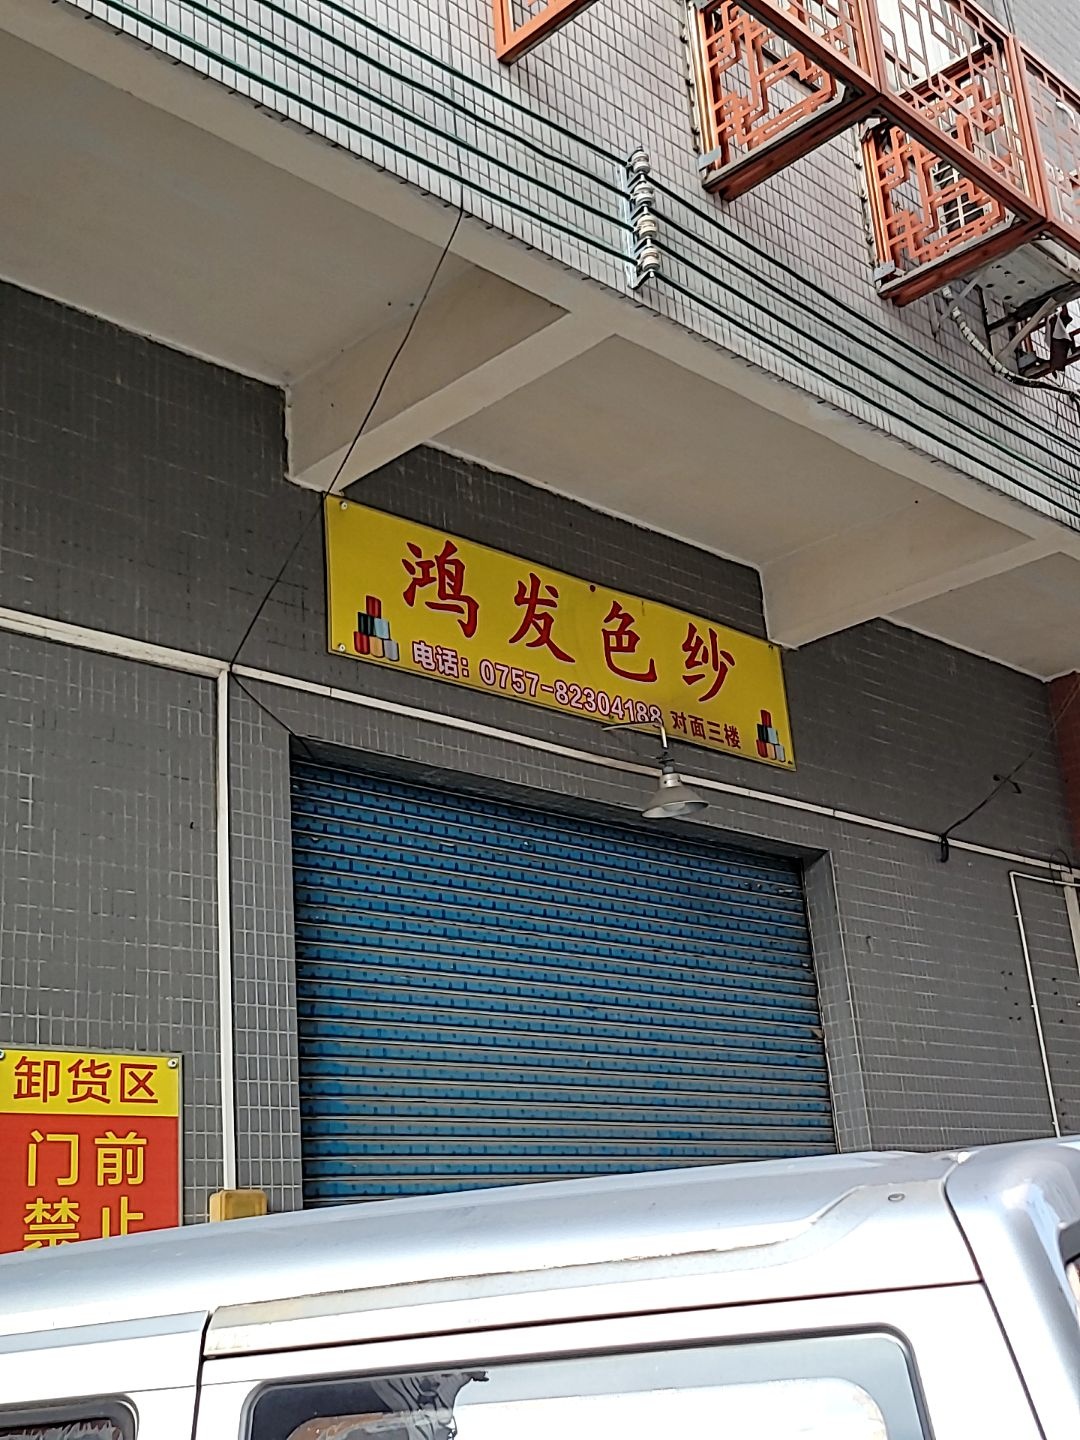 鸿发色纱
电话：0757-82304188 对面三楼
卸货区
门前
禁止